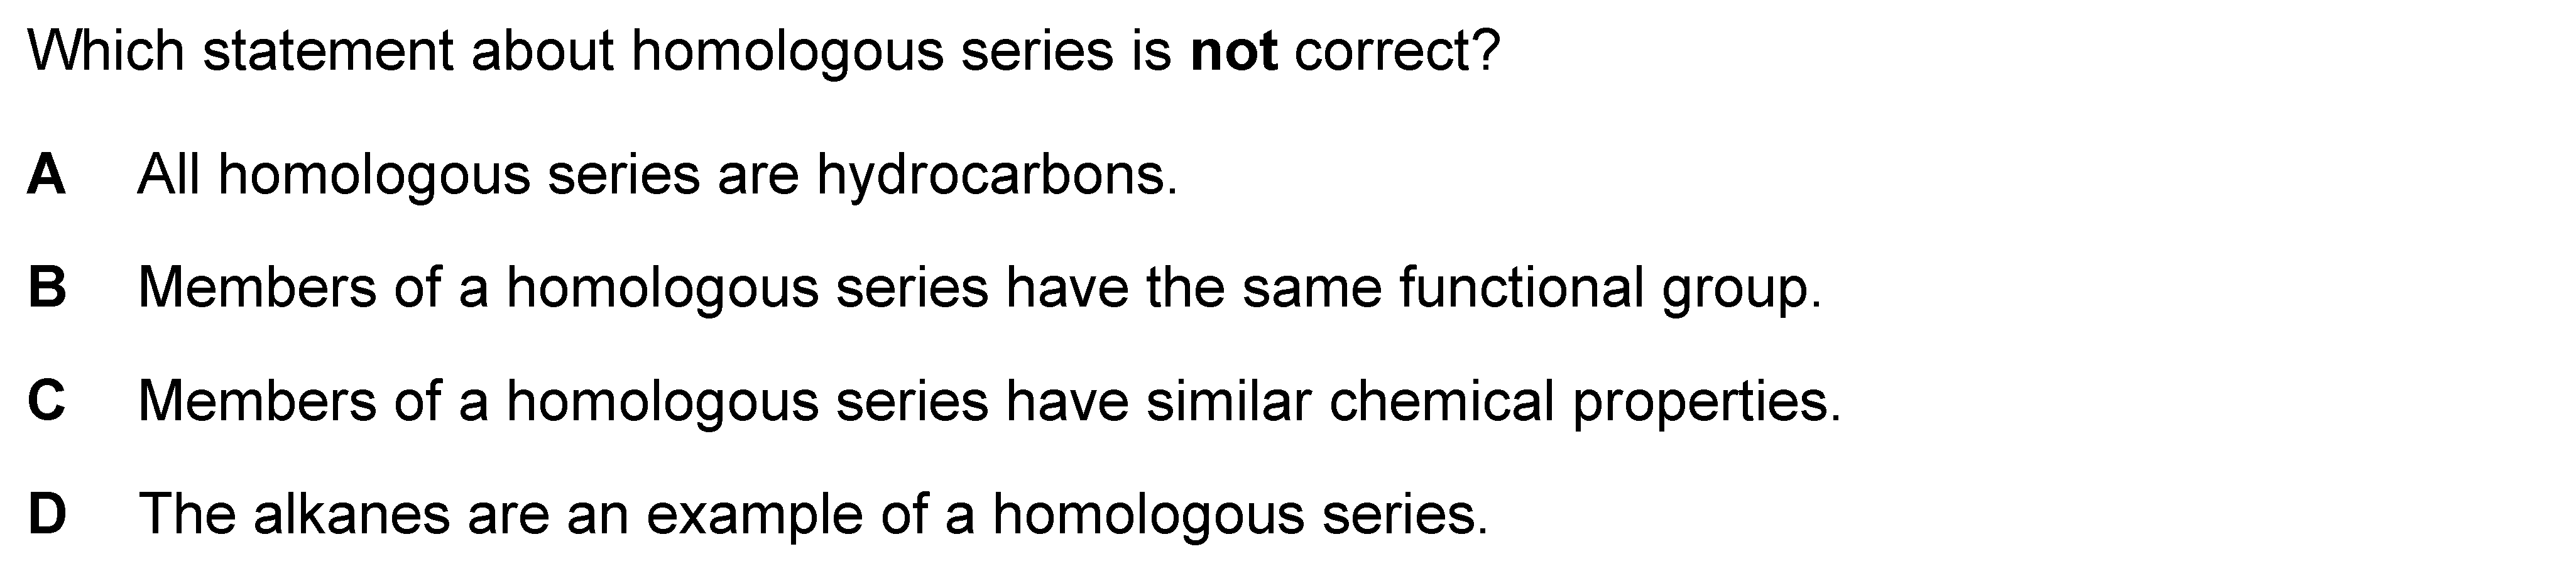 Which statement about homologous series is not correct?
A All homologous series are hydrocarbons.
B Members of a homologous series have the same functional group.
C Members of a homologous series have similar chemical properties.
D The alkanes are an example of a homologous series.